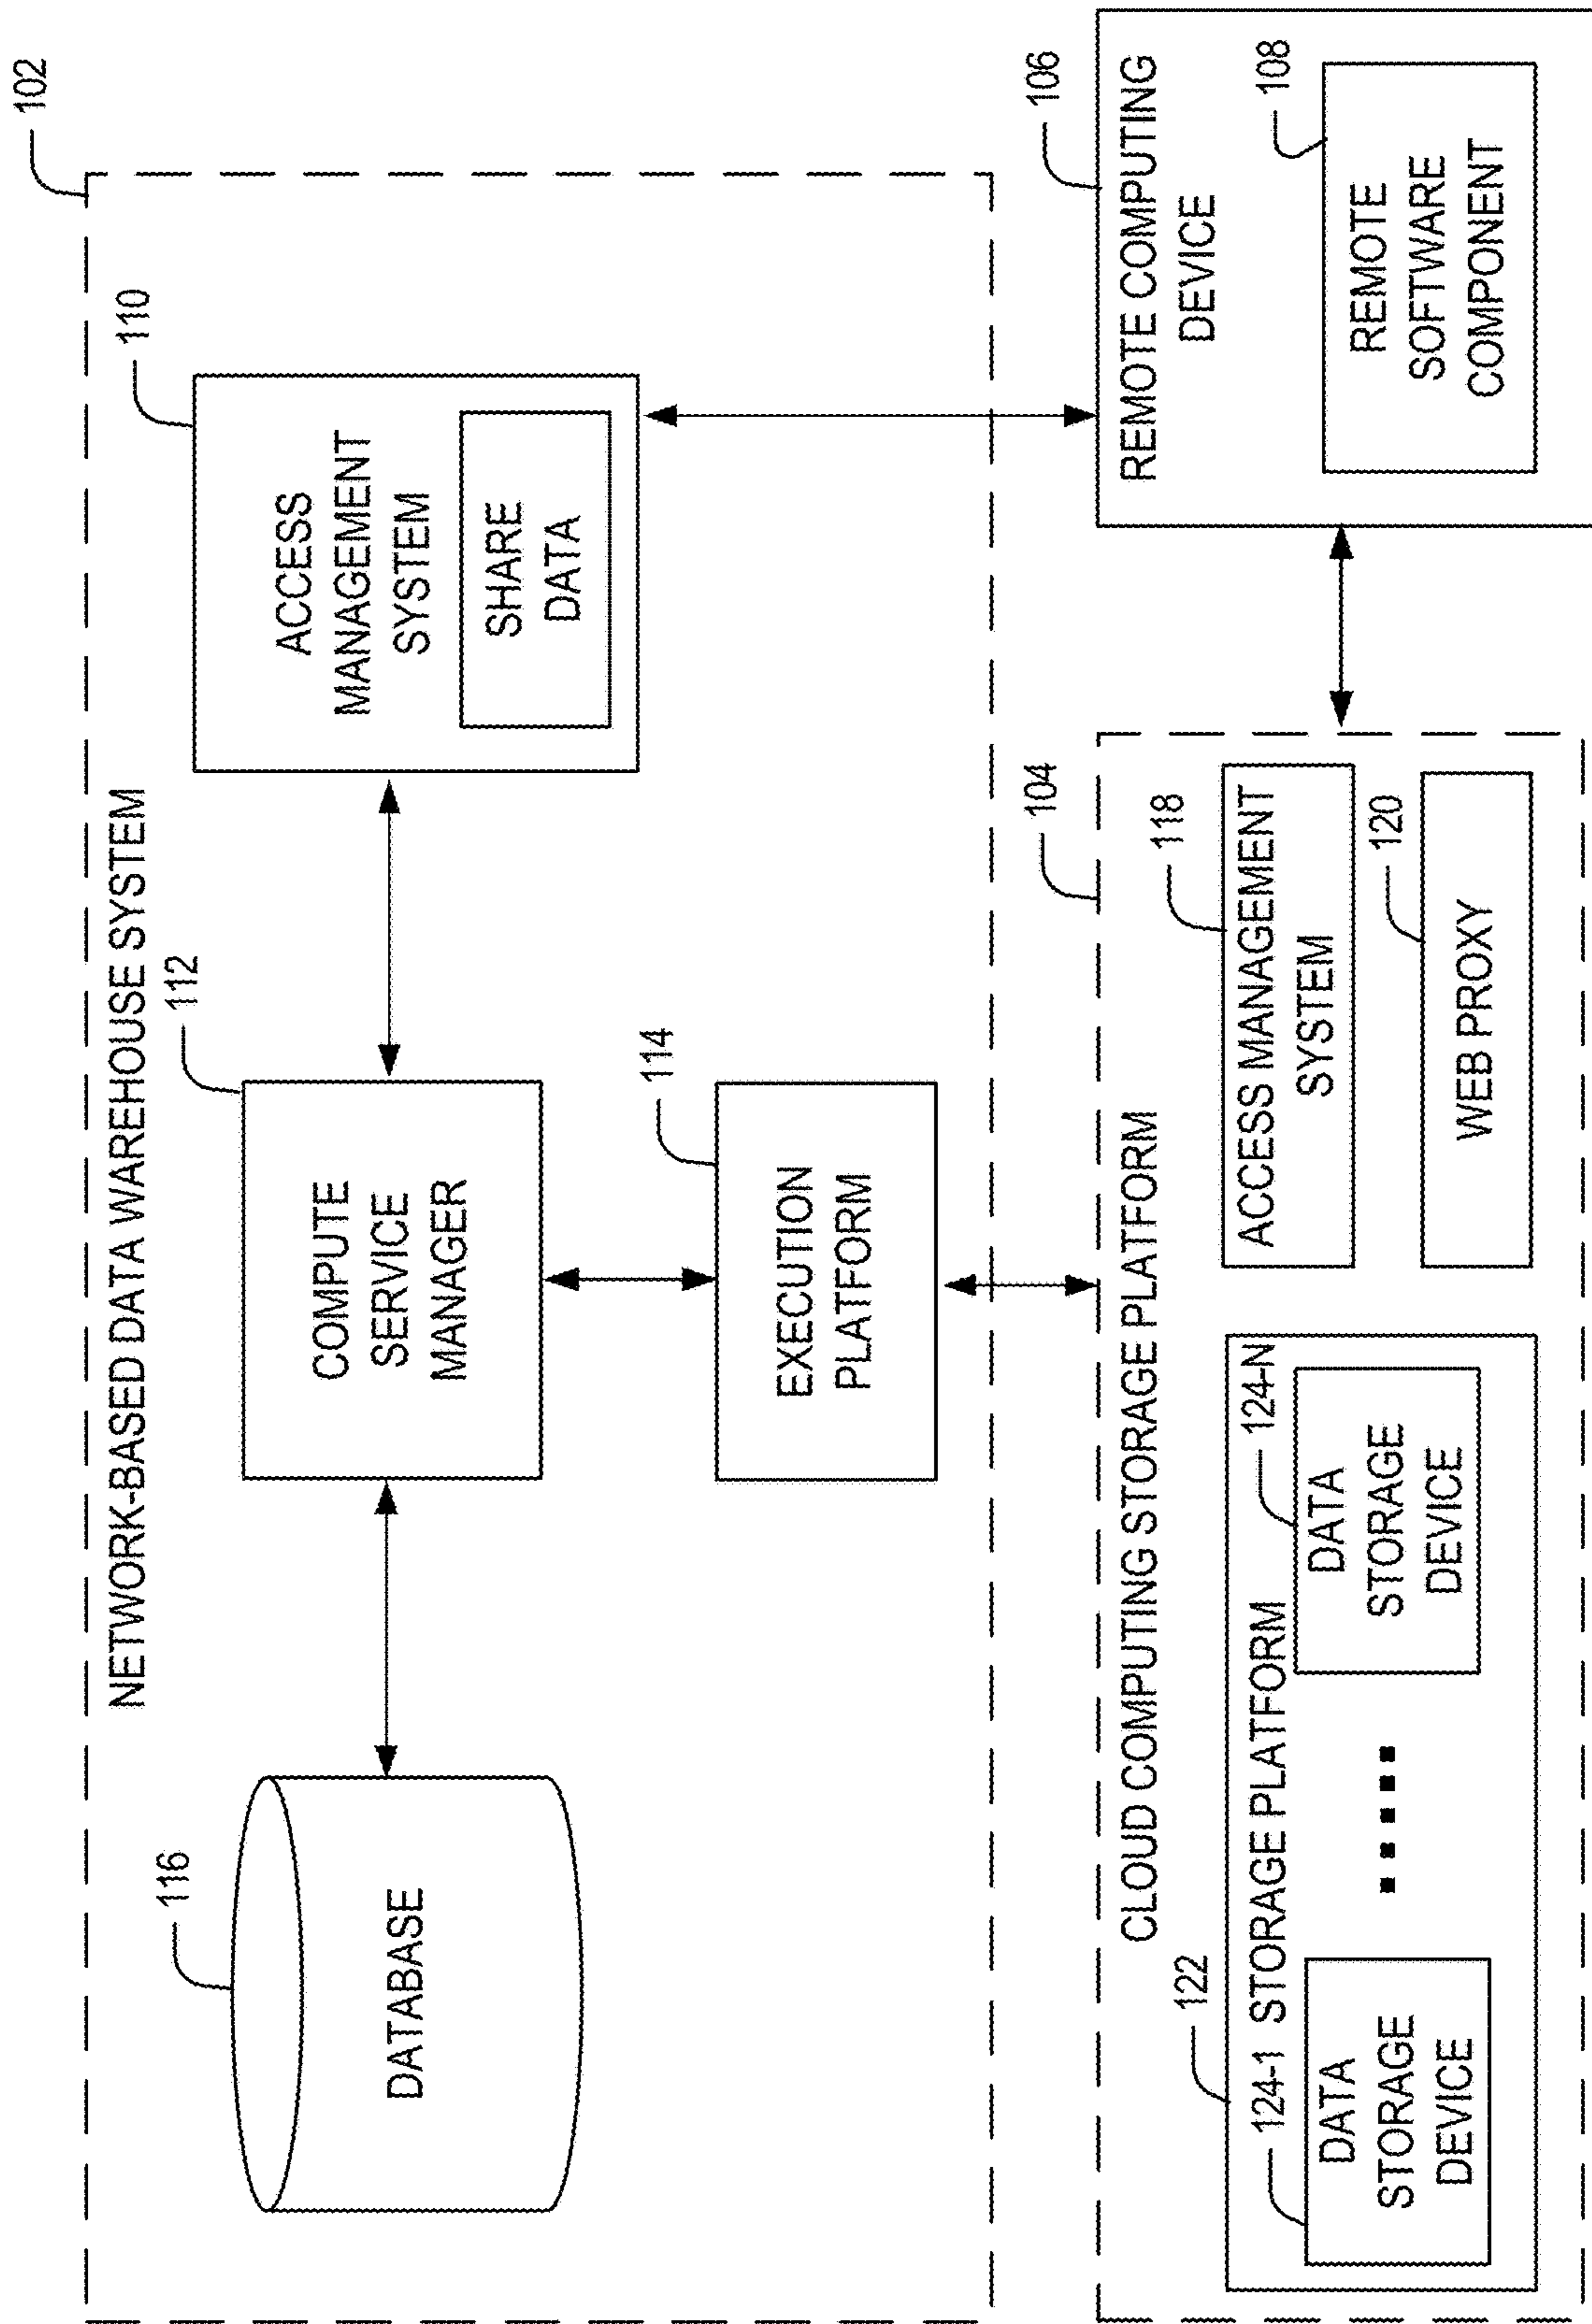 102
NETWORK-BASED DATA WAREHOUSE SYSTEM
116
DATABASE
112
COMPUTE
SERVICE
MANAGER
110
ACCESS
MANAGEMENT
SYSTEM
SHARE
DATA
114
EXECUTION
PLATFORM
104
CLOUD COMPUTING STORAGE PLATFORM
122
124-1 STORAGE PLATFORM
124-N
DATA
STORAGE
DEVICE
DATA
STORAGE
DEVICE
118
ACCESS MANAGEMENT
SYSTEM
120
WEB PROXY
106
REMOTE COMPUTING
DEVICE
108
REMOTE
SOFTWARE
COMPONENT